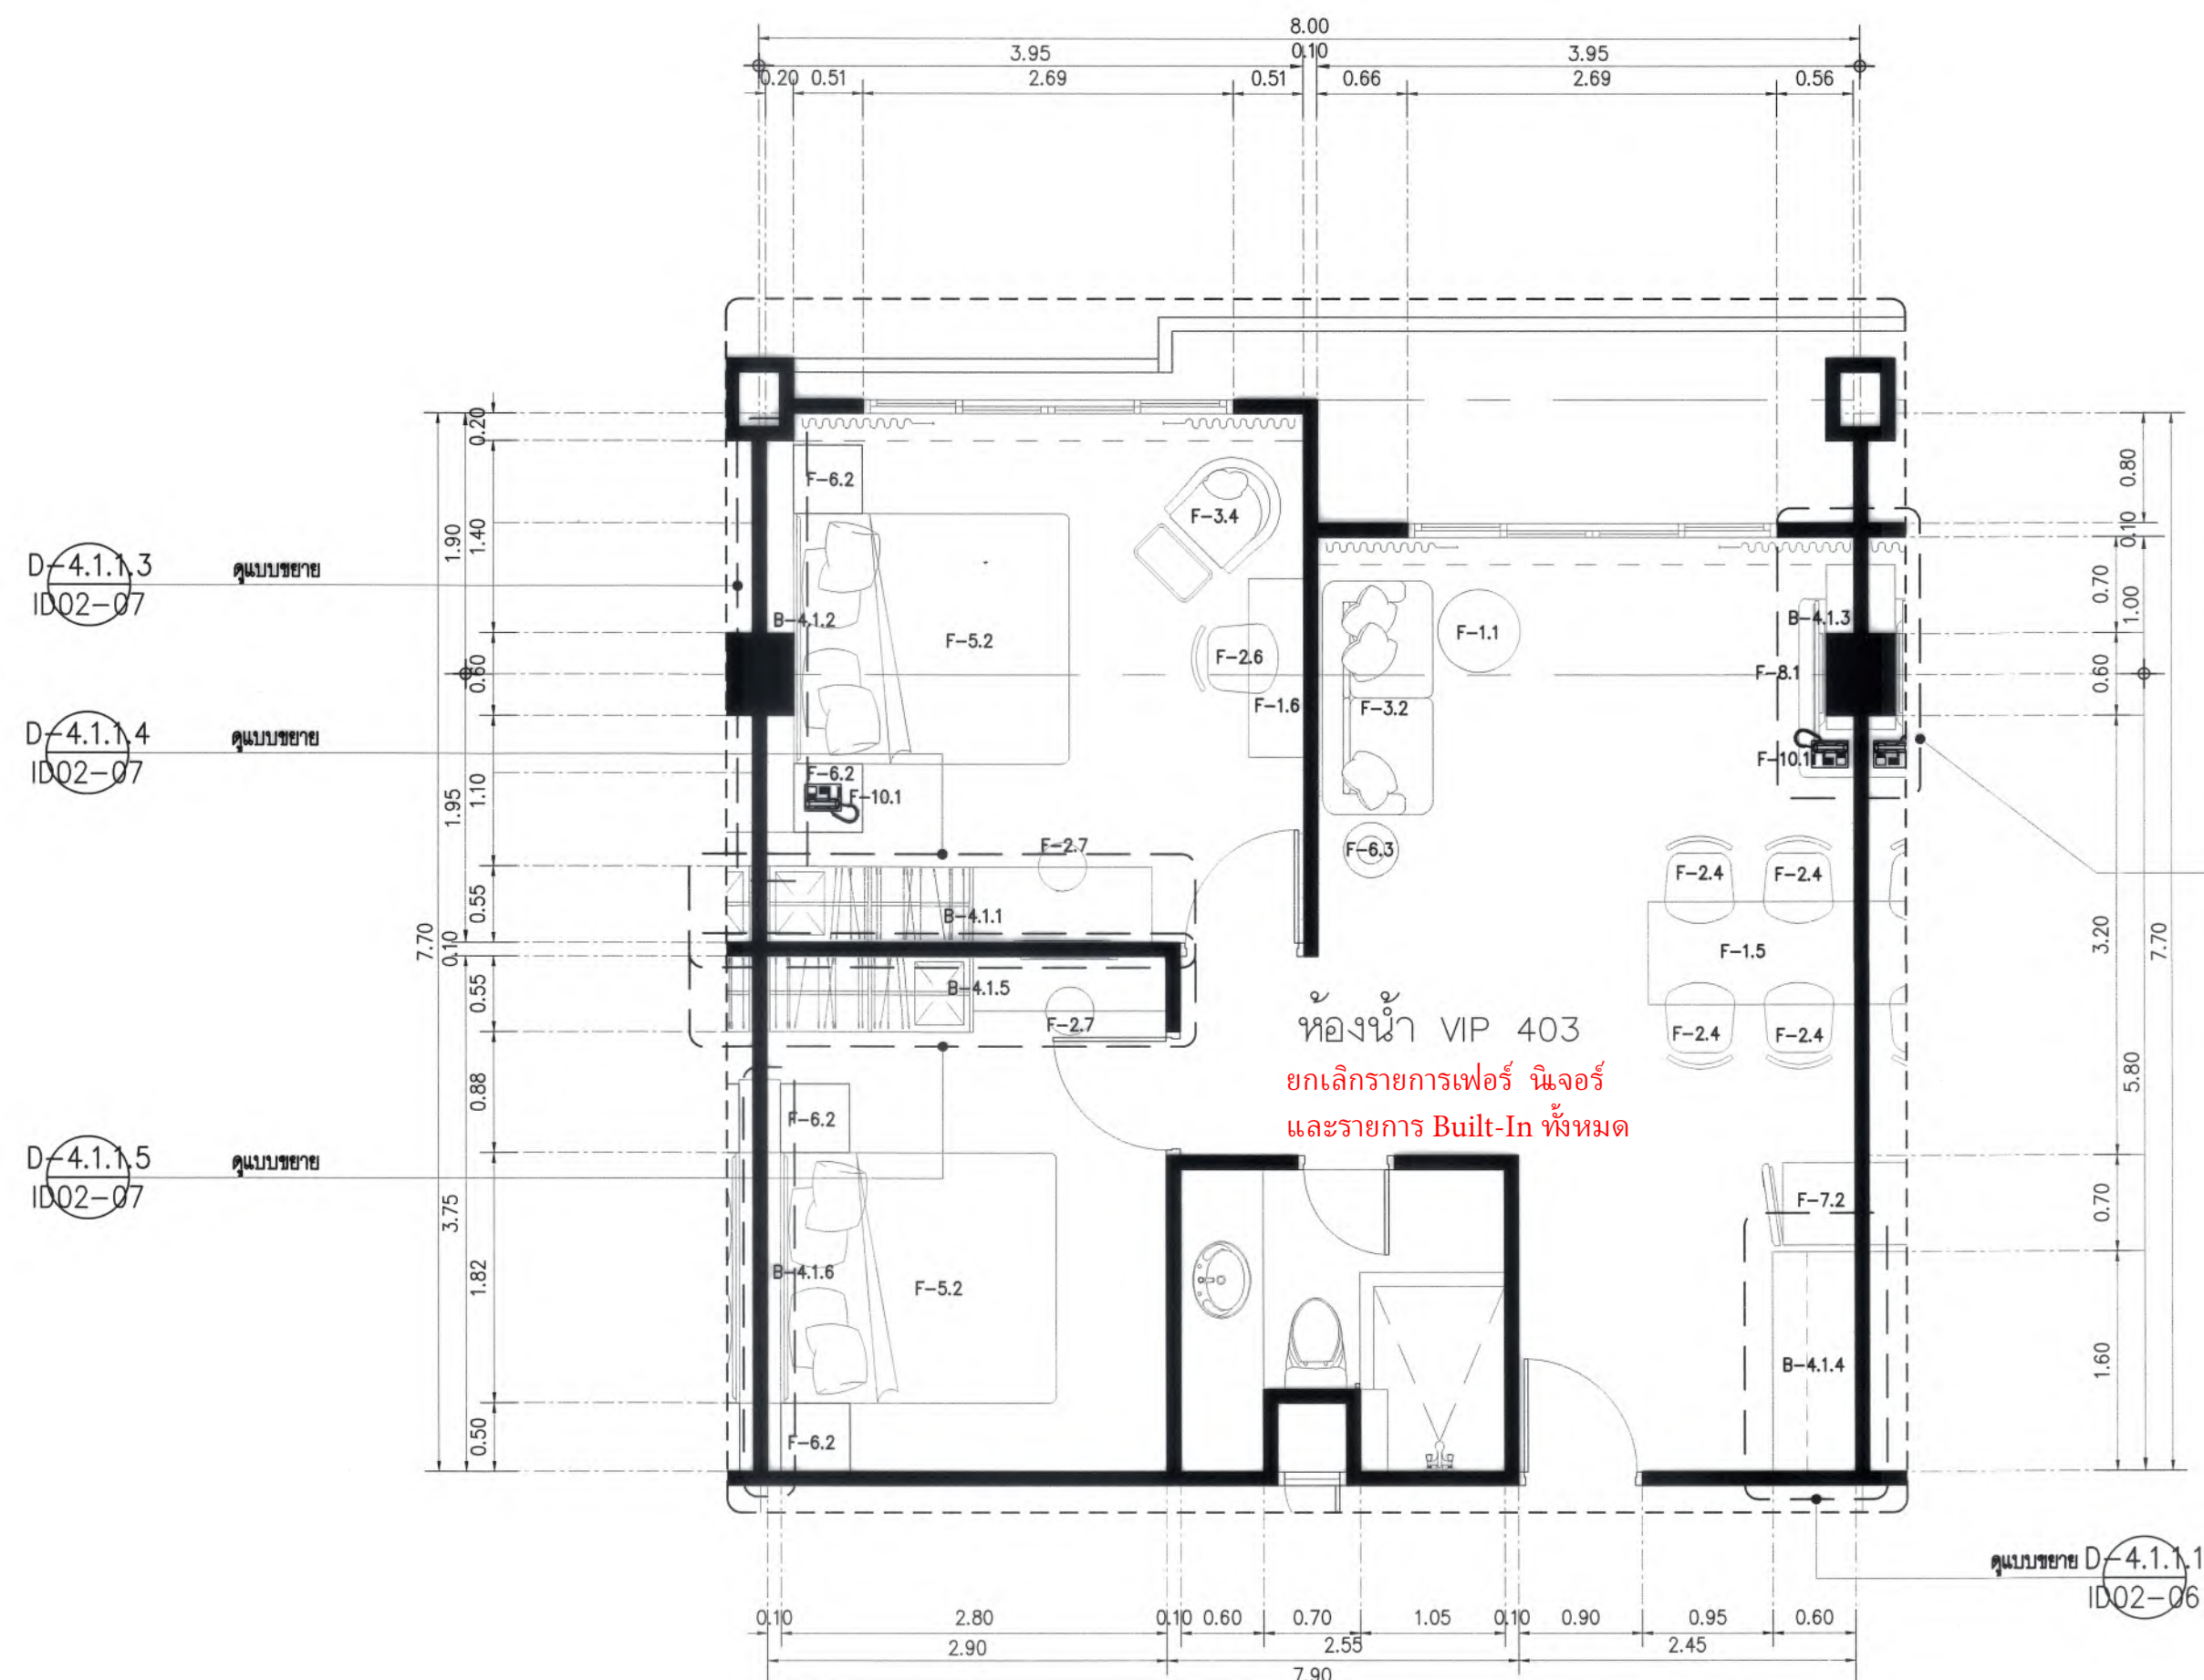 8.00
3.95 0.10 3.95
0.20 0.51 2.69 0.51 0.66 2.69 0.56
0.20
1.40
1.90
0.60
1.10
1.95
0.55
7.70
0.10
0.55
0.88
3.75
1.82
0.50
D-4.1.1.3
ID02-07
ดูแบบขยาย
D-4.1.1.4
ID02-07
ดูแบบขยาย
D-4.1.1.5
ID02-07
ดูแบบขยาย
F-6.2
F-3.4
B-4.1.2
F-5.2
F-2.6
F-1.6
F-6.2
F-10.1
F-2.7
B-4.1.1
B-4.1.5
F-2.7
F-6.2
B-4.1.6
F-5.2
F-6.2
F-1.1
F-3.2
F-6.3
B-4.1.3
F-8.1
F-10.1
F-2.4 F-2.4
F-1.5
F-2.4 F-2.4
ห้องน้ำ VIP 403
ยกเลิกรายการเฟอร์ นิเจอร์
และรายการ Built-In ทั้งหมด
F-7.2
B-4.1.4
0.80
0.10
0.70
1.00
0.60
3.20
7.70
5.80
0.70
1.60
ดูแบบขยาย D-4.1.1.1
ID02-06
0.10 2.80 0.10 0.60 0.70 1.05 0.10 0.90 0.95 0.60
2.90 2.55 2.45
7.90